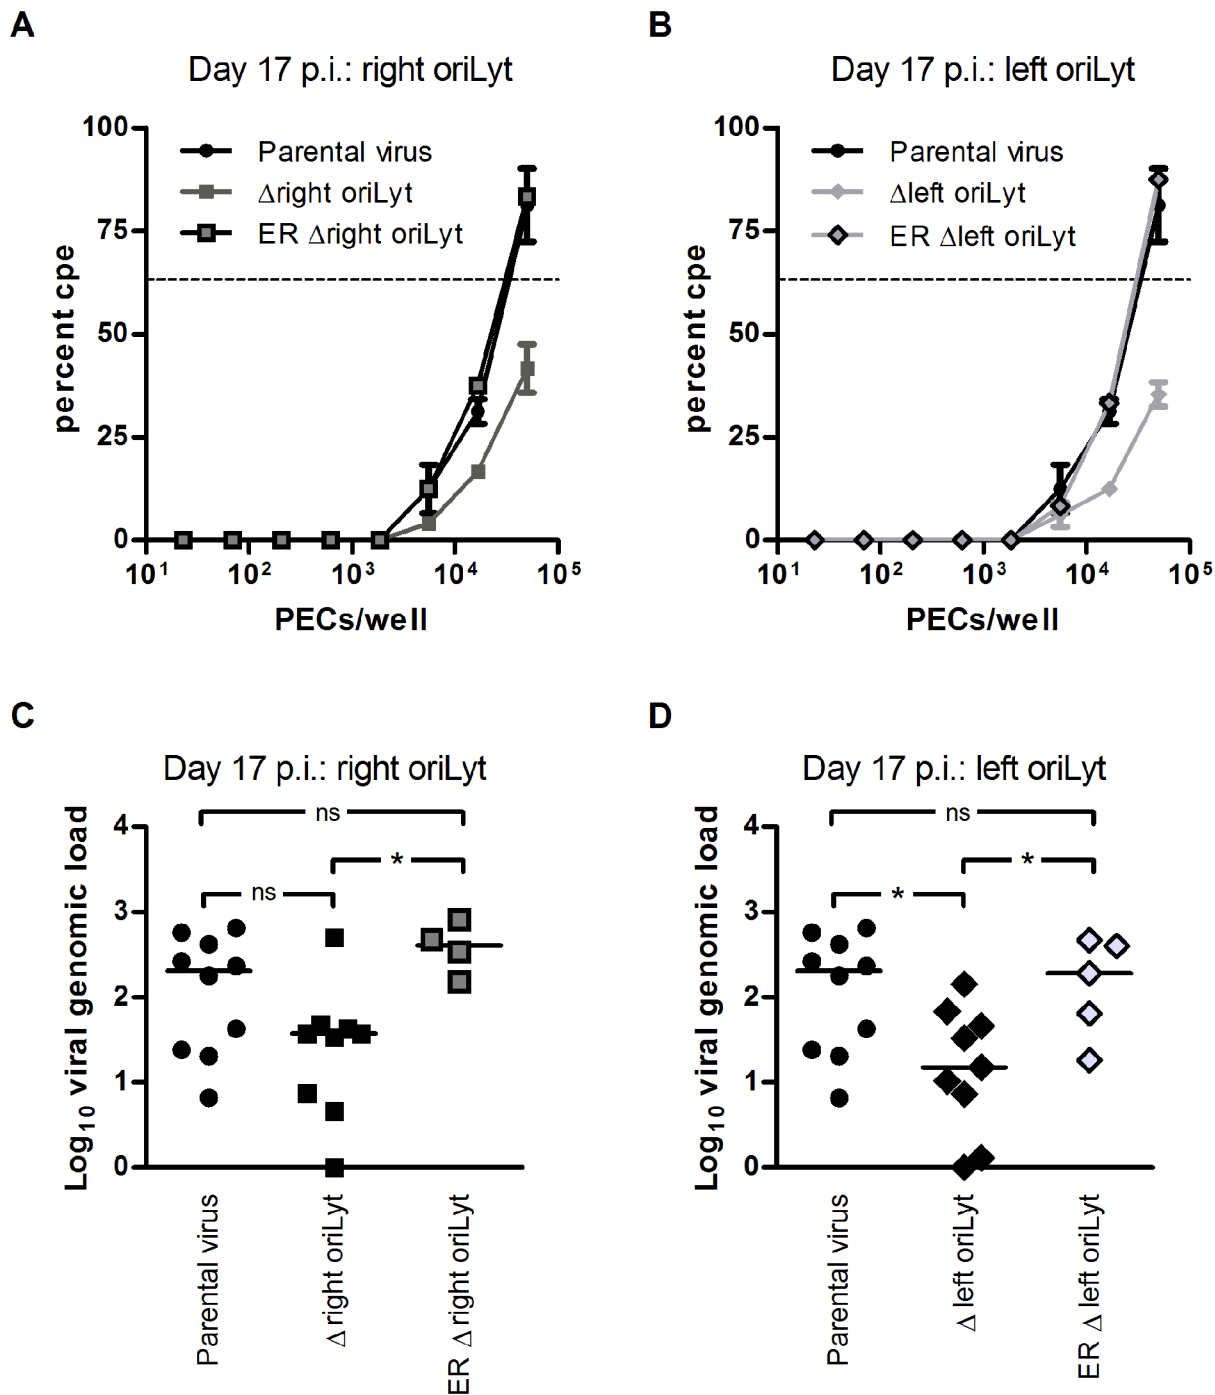 A
Day 17 p.i.: right oriLyt
100
75
50
25
0
percent cpe
Parental virus
Δright oriLyt
ER Δright oriLyt
10¹ 10² 10³ 10⁴ 10⁵
PECs/well
B
Day 17 p.i.: left oriLyt
100
75
50
25
0
percent cpe
Parental virus
Δleft oriLyt
ER Δleft oriLyt
10¹ 10² 10³ 10⁴ 10⁵
PECs/well
C
Day 17 p.i.: right oriLyt
4
3
2
1
0
Log₁₀ viral genomic load
ns
*
ns
Parental virus
Δ right oriLyt
ER Δ right oriLyt
D
Day 17 p.i.: left oriLyt
4
3
2
1
0
Log₁₀ viral genomic load
ns
*
*
Parental virus
Δ left oriLyt
ER Δ left oriLyt